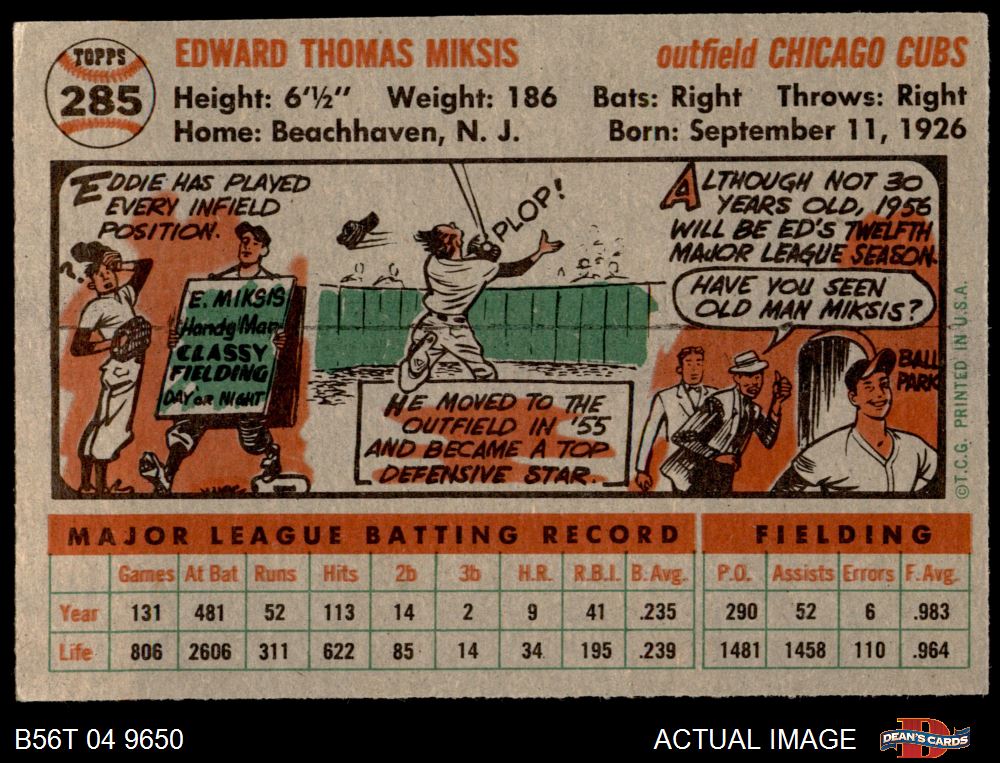 TOPPS
285
EDWARD THOMAS MIKSIS
outfield CHICAGO CUBS
Height: 6'½" Weight: 186 Bats: Right Throws: Right
Home: Beachhaven, N. J. Born: September 11, 1926
EDDIE HAS PLAYED
EVERY INFIELD
POSITION.
?
E. MIKSIS
Handy Man
CLASSY
FIELDING
DAY OR NIGHT
PLOP!
HE MOVED TO THE
OUTFIELD IN '55
AND BECAME A TOP
DEFENSIVE STAR.
ALTHOUGH NOT 30
YEARS OLD, 1956
WILL BE ED'S TWELFTH
MAJOR LEAGUE SEASON.
HAVE YOU SEEN
OLD MAN MIKSIS?
BALL
PARK
©T.C.G. PRINTED IN U.S.A.
MAJOR LEAGUE BATTING RECORD FIELDING
Games At Bat Runs Hits 2b 3b H.R. R.B.I. B.Avg. P.O. Assists Errors F.Avg.
Year 131 481 52 113 14 2 9 41 .235 290 52 6 .983
Life 806 2606 311 622 85 14 34 195 .239 1481 1458 110 .964
B56T 04 9650
ACTUAL IMAGE
D
DEAN'S CARDS